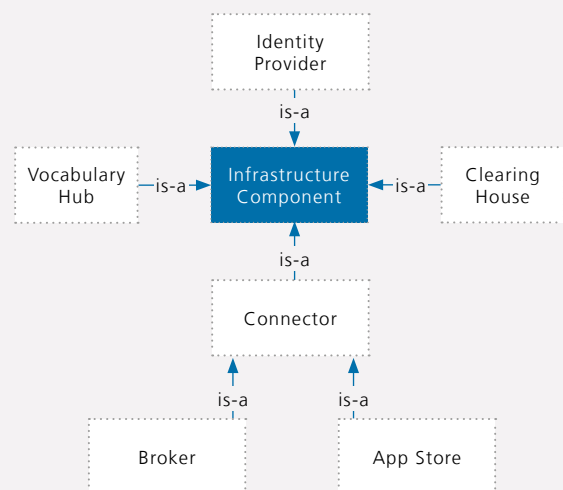 Identity
Provider
is-a
Vocabulary
Hub
is-a
Infrastructure
Component
is-a
Clearing
House
is-a
Connector
is-a
is-a
Broker
App Store